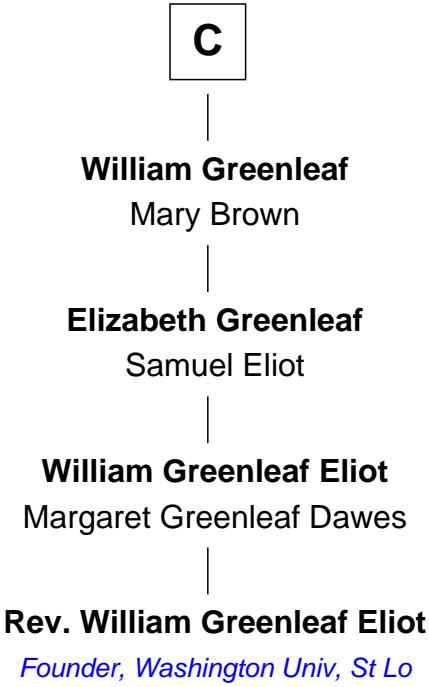 C
William Greenleaf
Mary Brown
Elizabeth Greenleaf
Samuel Eliot
William Greenleaf Eliot
Margaret Greenleaf Dawes
Rev. William Greenleaf Eliot
Founder, Washington Univ, St Lo